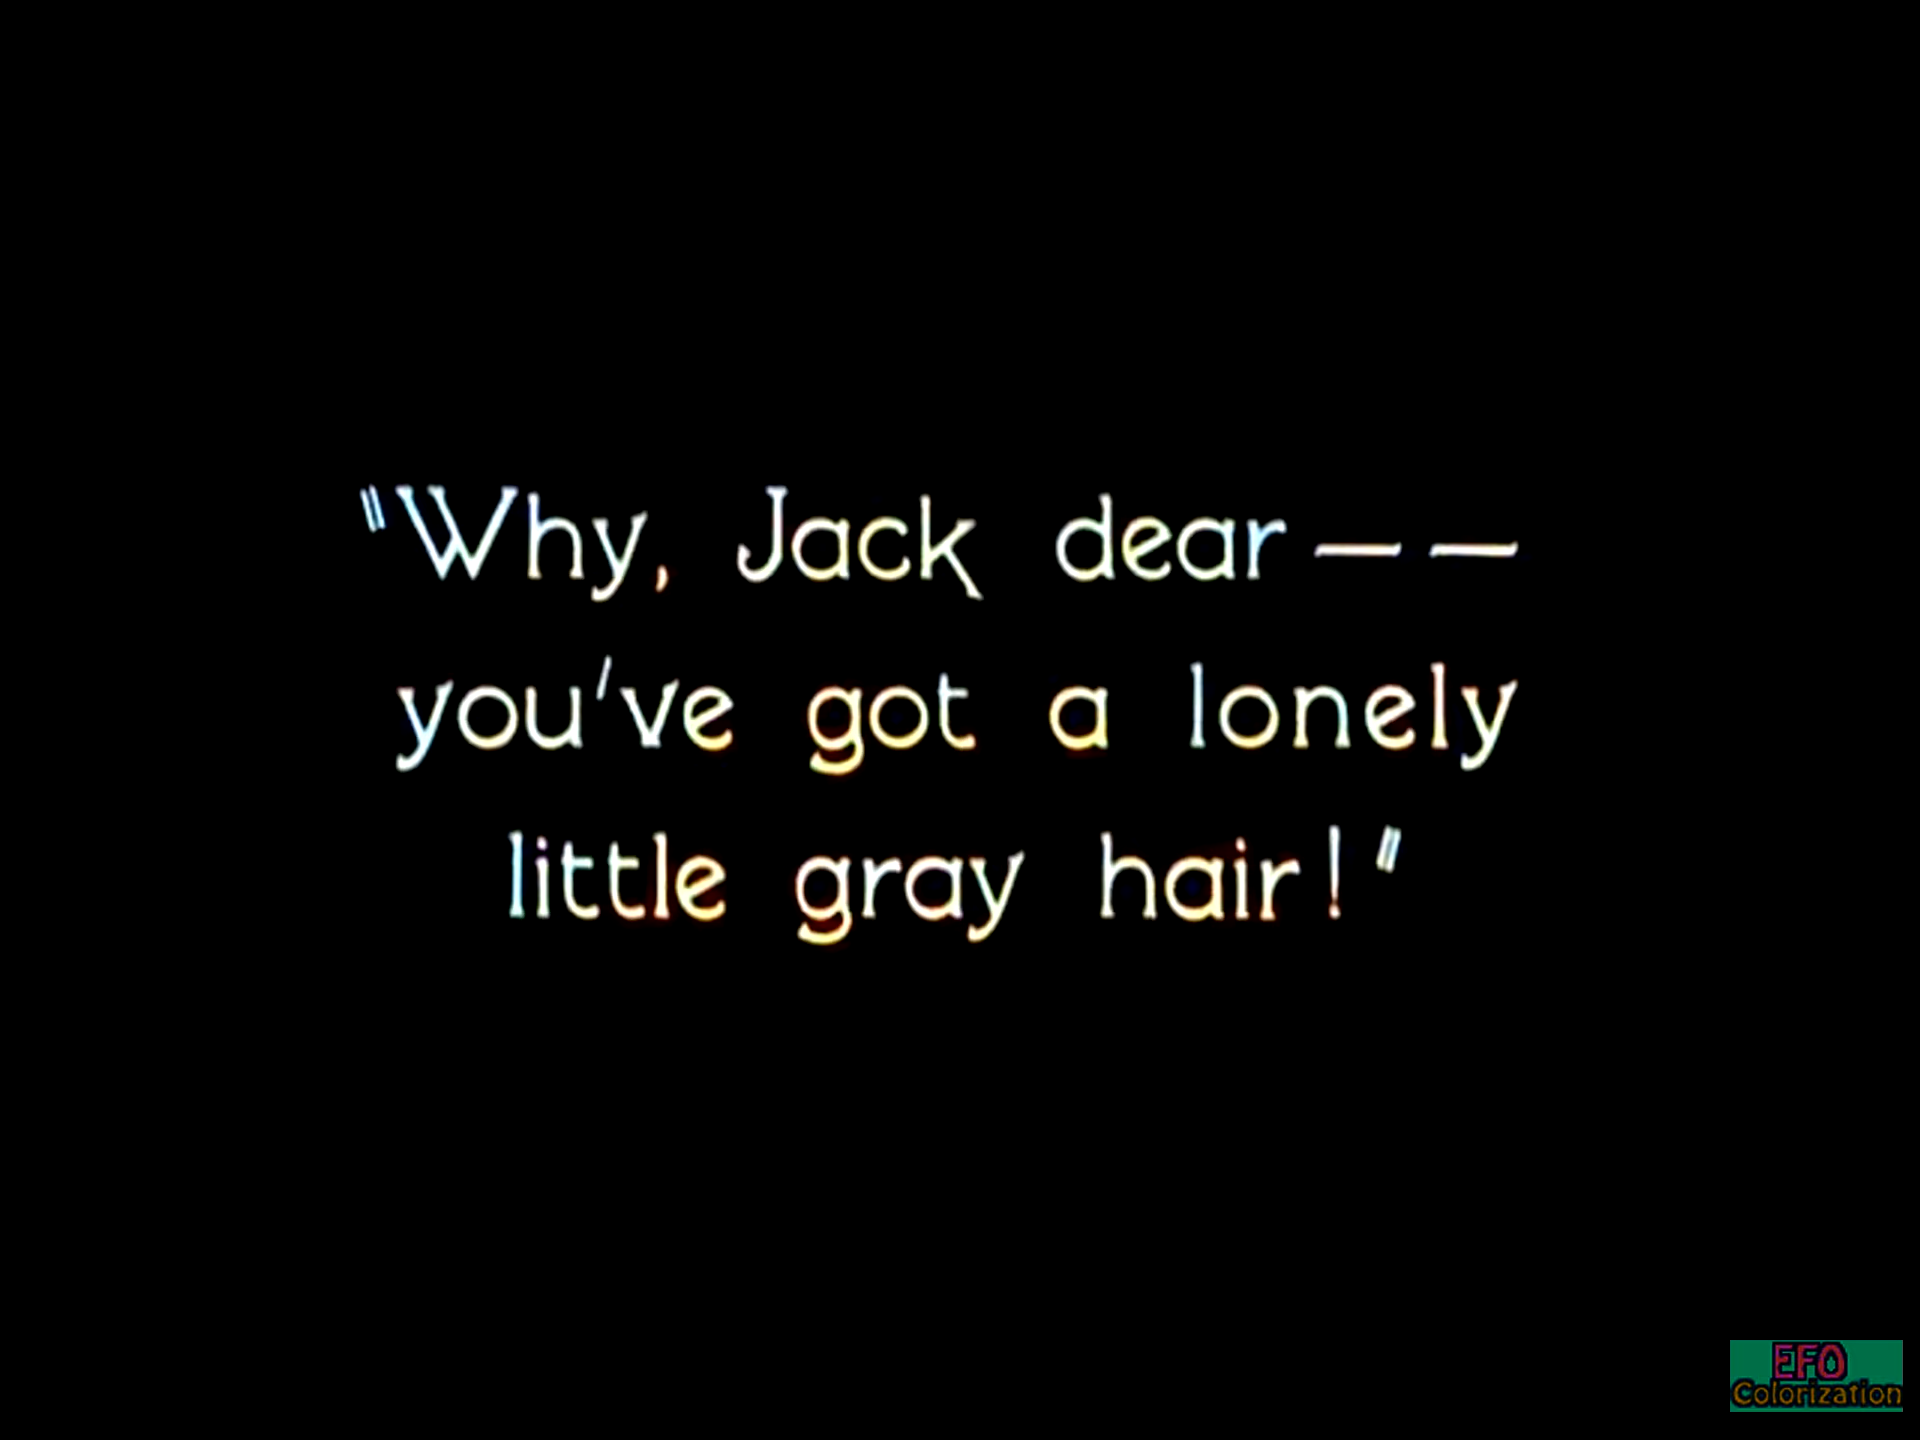 "Why, Jack dear — —
you've got a lonely
little gray hair!"
EFO
Colorization